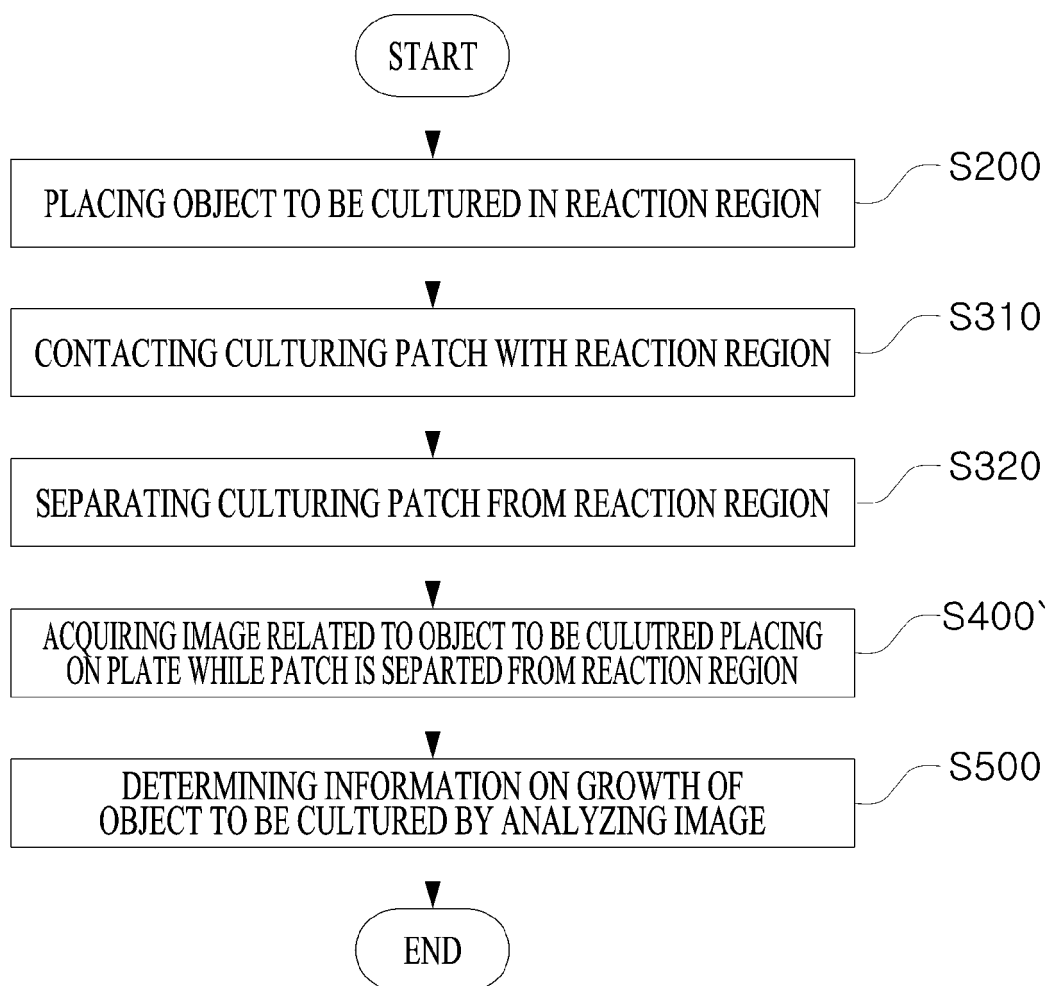 START
PLACING OBJECT TO BE CULTURED IN REACTION REGION
S200
CONTACTING CULTURING PATCH WITH REACTION REGION
S310
SEPARATING CULTURING PATCH FROM REACTION REGION
S320
ACQUIRING IMAGE RELATED TO OBJECT TO BE CULUTRED PLACING
ON PLATE WHILE PATCH IS SEPARTED FROM REACTION REGION
S400`
DETERMINING INFORMATION ON GROWTH OF
OBJECT TO BE CULTURED BY ANALYZING IMAGE
S500
END